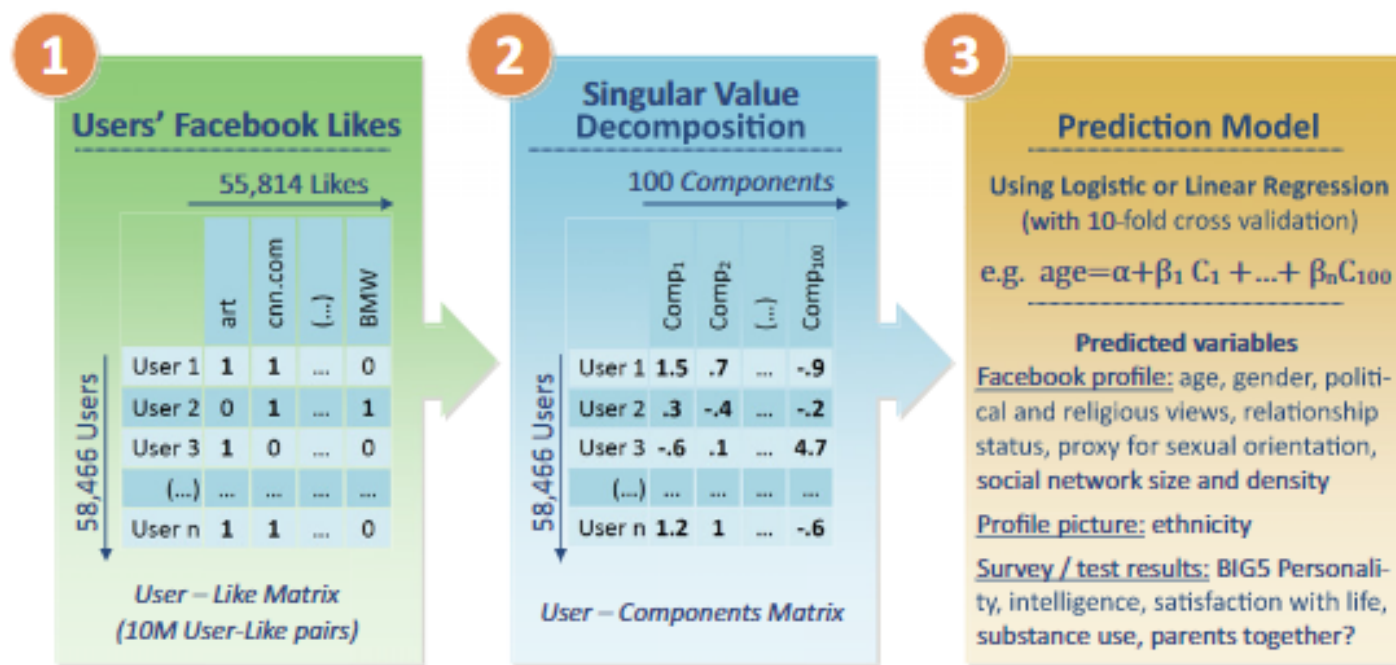 1
Users' Facebook Likes
55,814 Likes
58,466 Users
art cnn.com (...) BMW
User 1 1 1 ... 0
User 2 0 1 ... 1
User 3 1 0 ... 0
(...) ... ... ... ...
User n 1 1 ... 0
User – Like Matrix
(10M User-Like pairs)
2
Singular Value
Decomposition
100 Components
58,466 Users
Comp₁ Comp₂ (...) Comp₁₀₀
User 1 1.5 .7 ... -.9
User 2 .3 -.4 ... -.2
User 3 -.6 .1 ... 4.7
(...) ... ... ... ...
User n 1.2 1 ... -.6
User – Components Matrix
3
Prediction Model
Using Logistic or Linear Regression
(with 10-fold cross validation)
e.g. age=α+β₁ C₁ +...+ βₙC₁₀₀
Predicted variables
Facebook profile: age, gender, politi-
cal and religious views, relationship
status, proxy for sexual orientation,
social network size and density
Profile picture: ethnicity
Survey / test results: BIG5 Personali-
ty, intelligence, satisfaction with life,
substance use, parents together?